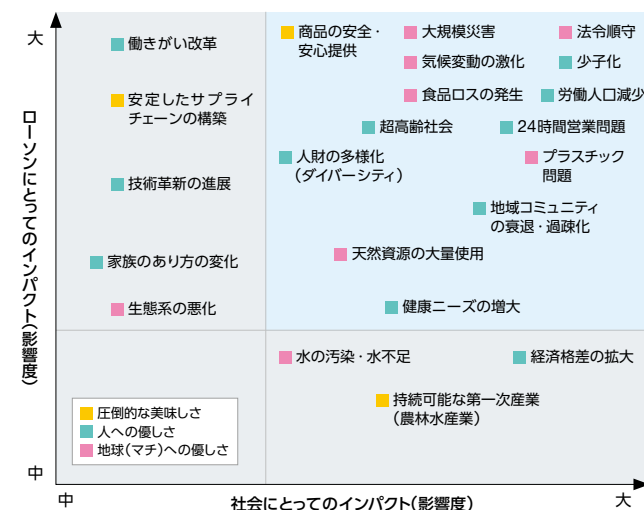 大
ローソンにとってのインパクト(影響度)
中
働きがい改革
安定したサプライ
チェーンの構築
技術革新の進展
家族のあり方の変化
生態系の悪化
商品の安全・
安心提供
大規模災害
法令順守
気候変動の激化
少子化
食品ロスの発生
労働人口減少
超高齢社会
24時間営業問題
人財の多様化
(ダイバーシティ)
プラスチック
問題
地域コミュニティ
の衰退・過疎化
天然資源の大量使用
健康ニーズの増大
水の汚染・水不足
経済格差の拡大
持続可能な第一次産業
(農林水産業)
圧倒的な美味しさ
人への優しさ
地球(マチ)への優しさ
中
社会にとってのインパクト(影響度)
大